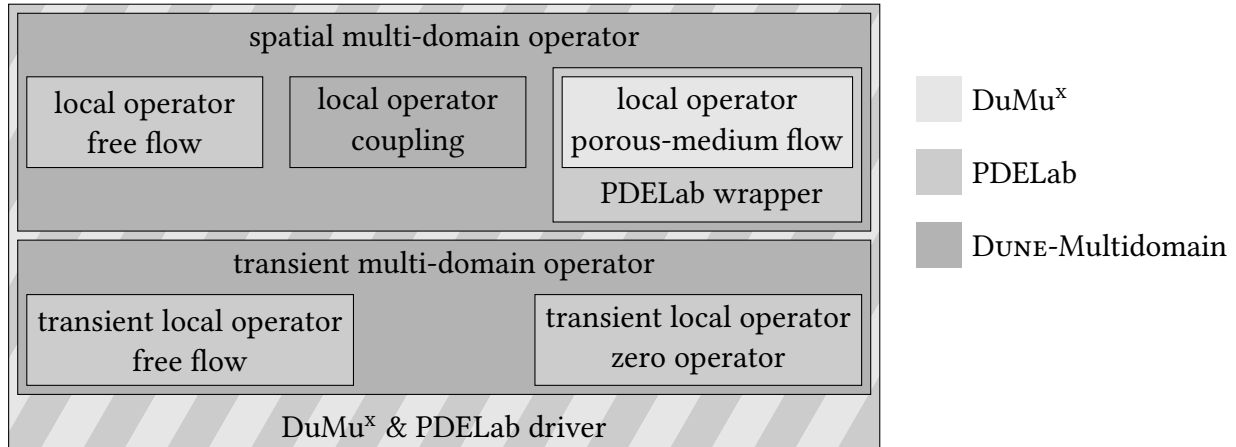 spatial multi-domain operator
local operator
free flow
local operator
coupling
local operator
porous-medium flow
PDELab wrapper
transient multi-domain operator
transient local operator
free flow
transient local operator
zero operator
DuMuˣ & PDELab driver
DuMuˣ
PDELab
Dune-Multidomain